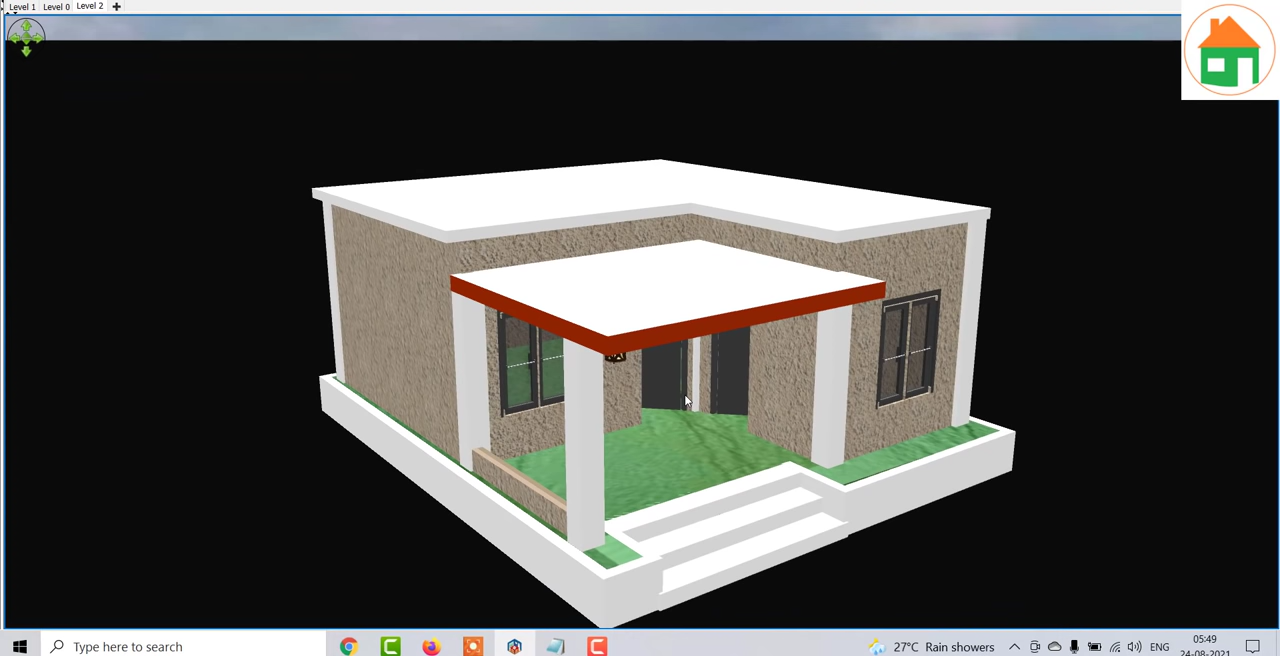 Level 1 Level 0 Level 2
Type here to search
27°C Rain showers
ENG
05:49
24-08-2021